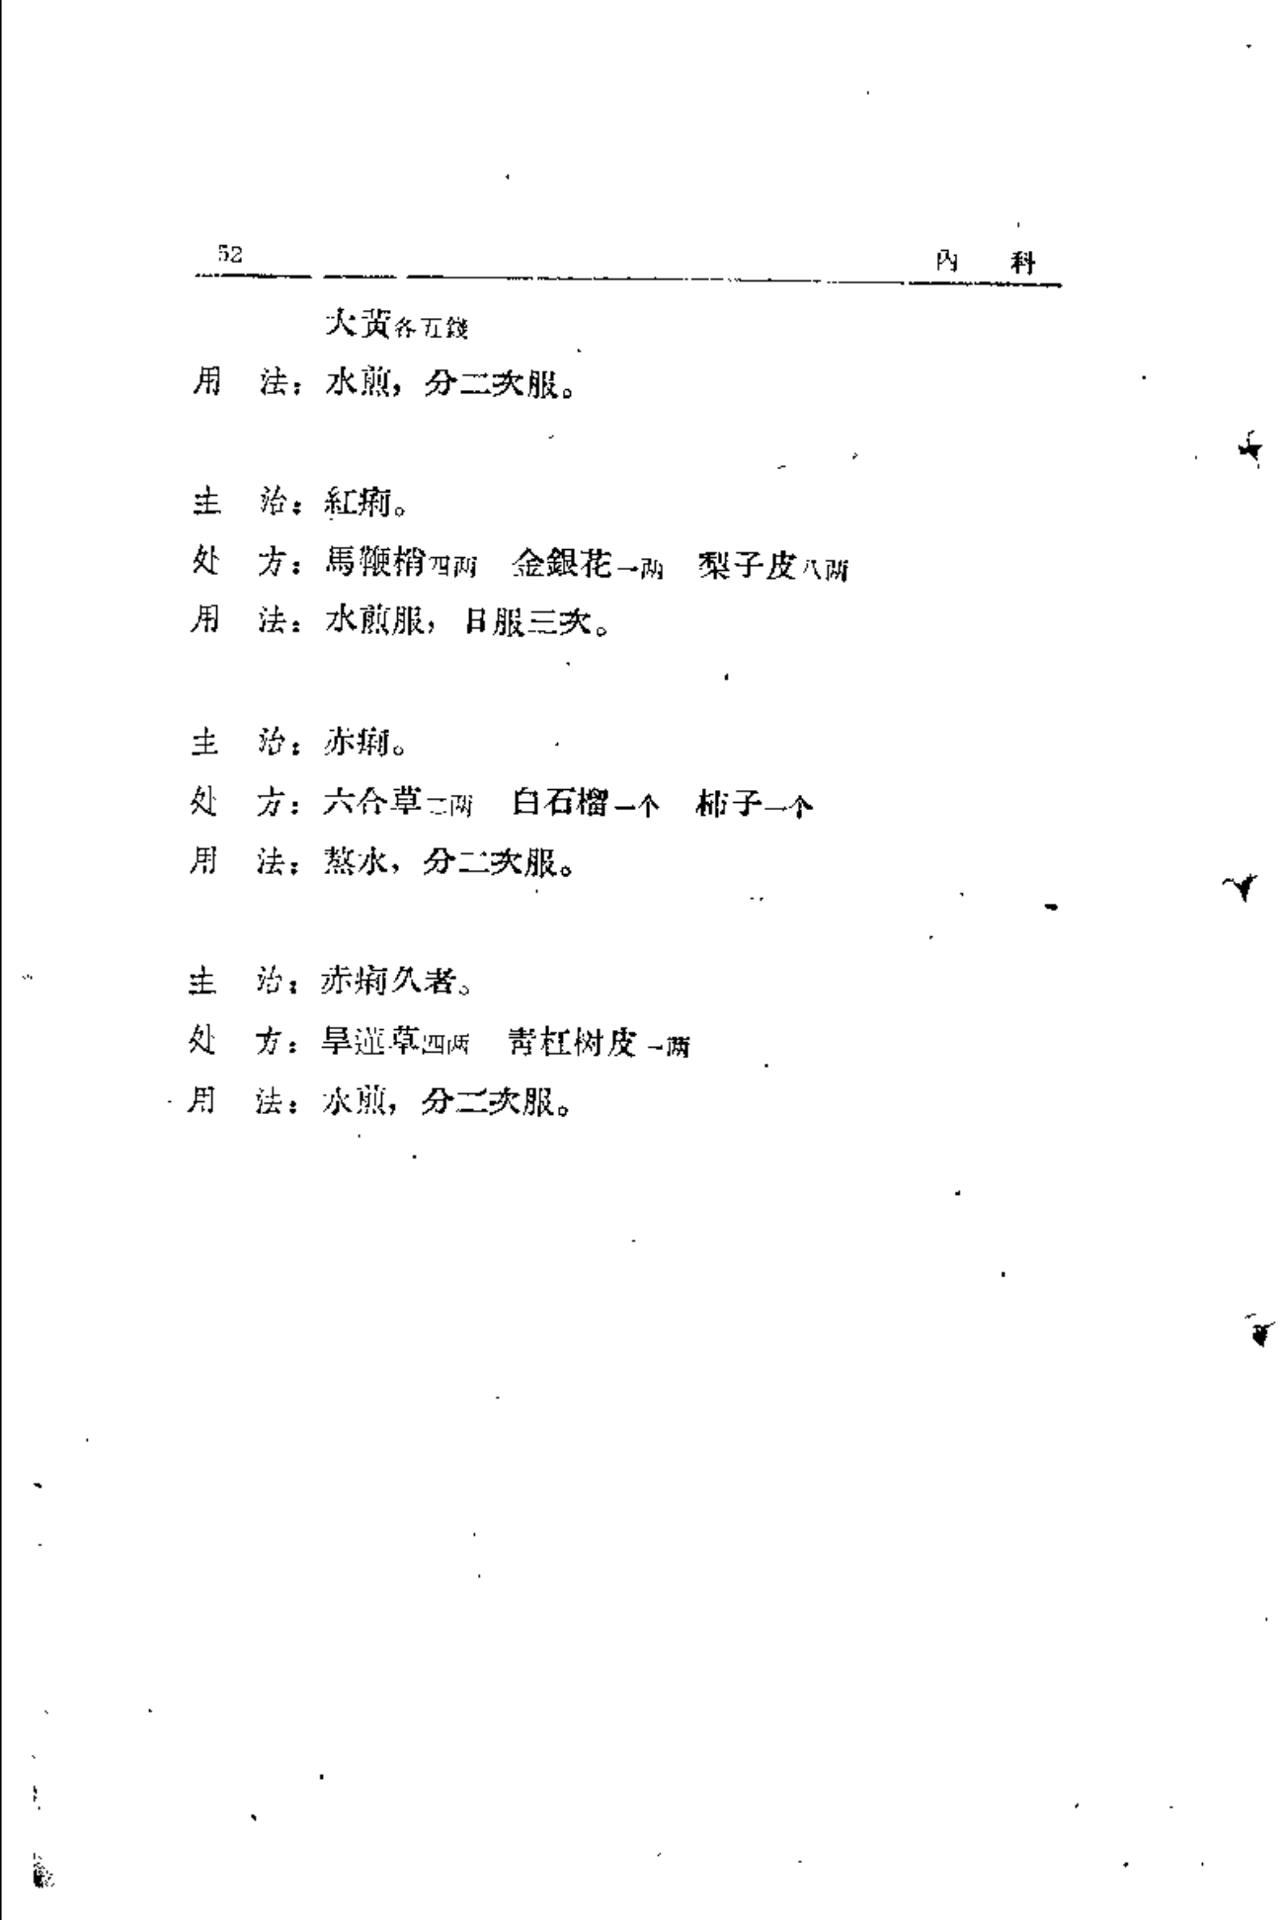 52 內 科
大黃各五錢
用 法：水煎，分二次服。
主 治：紅痢。
处 方：馬鞭梢四两 金銀花一两 梨子皮八两
用 法：水煎服，日服三次。
主 治：赤痢。
处 方：六合草二两 白石榴一个 柿子一个
用 法：熬水，分二次服。
主 治：赤痢久者。
处 方：旱蓮草四两 青杠树皮一两
用 法：水煎，分三次服。